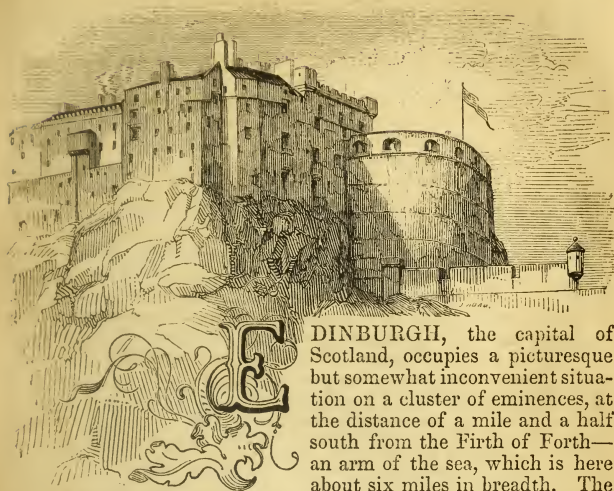 EDINBURGH, the capital of
Scotland, occupies a picturesque
but somewhat inconvenient situa-
tion on a cluster of eminences, at
the distance of a mile and a half
south from the Firth of Forth—
an arm of the sea, which is here
about six miles in breadth. The